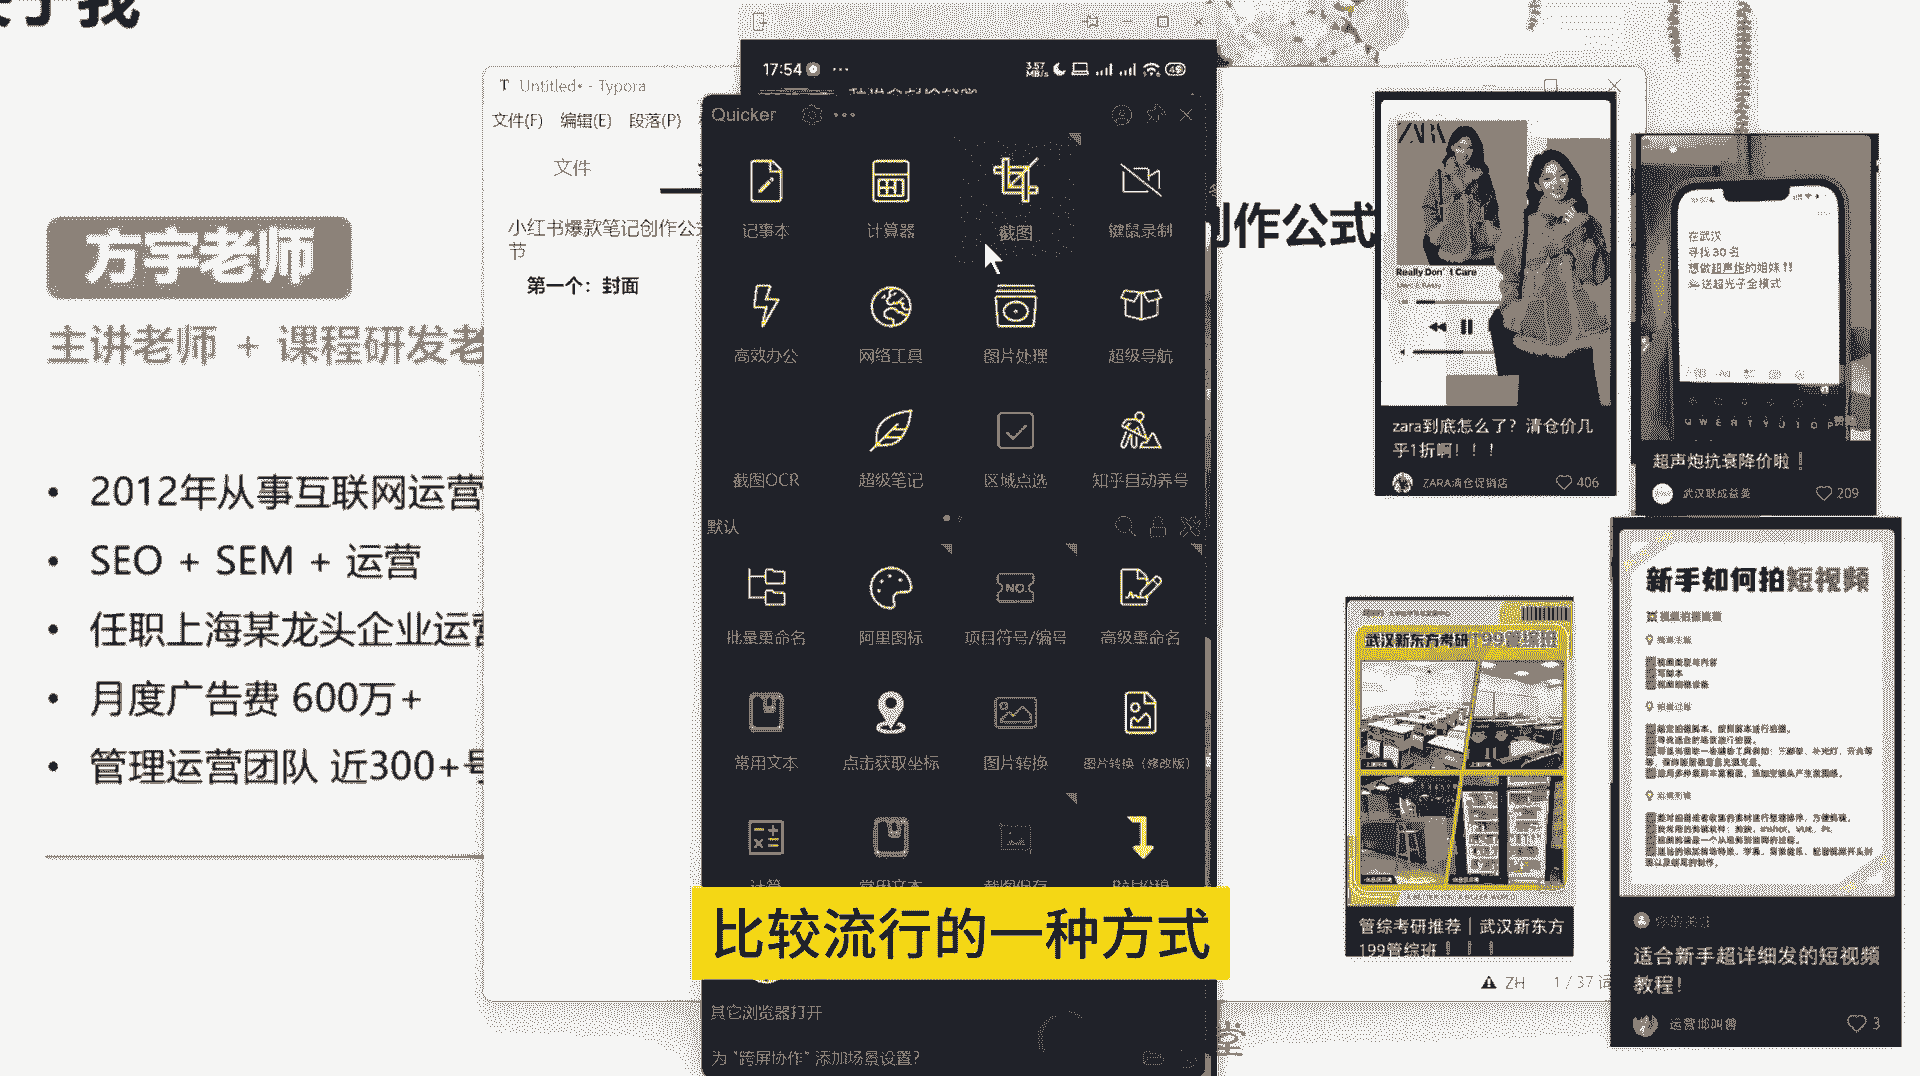 关于我
方宇老师
主讲老师 + 课程研发老
2012年从事互联网运营
SEO + SEM + 运营
任职上海某龙头企业运营
月度广告费 600万+
管理运营团队 近300+号
Untitled• - Typora
文件(F) 编辑(E) 段落(P)
文件
小红书爆款笔记创作公式
节
第一个：封面
创作公式
17:54
3.57
MB/s
49
Quicker
记事本
计算器
截图
键鼠录制
高效办公
网络工具
图片处理
超级导航
截图OCR
超级笔记
区域点选
知乎自动养号
默认
批量重命名
阿里图标
NO.
项目符号/编号
高级重命名
常用文本
点击获取坐标
图片转换
图片转换（修改版）
计算
常用文本
截图保存
比较流行的一种方式
其它浏览器打开
为 "跨屏协作" 添加场景设置?
ZARA
Really Don't Care
zara到底怎么了？清仓价几
乎1折啊！！！
ZARA清仓促销店
406
在武汉
寻找30名
想做超声炮的姐妹!!
送超光子全模式
Q W E R T Y U I O P
超声炮抗衰降价啦！
武汉联成益美
209
武汉新东方考研199管综班
管综考研推荐｜武汉新东方
199管综班！！！
新手如何拍短视频
适合新手超详细发的短视频
教程！
3
ZH
1 / 37 词